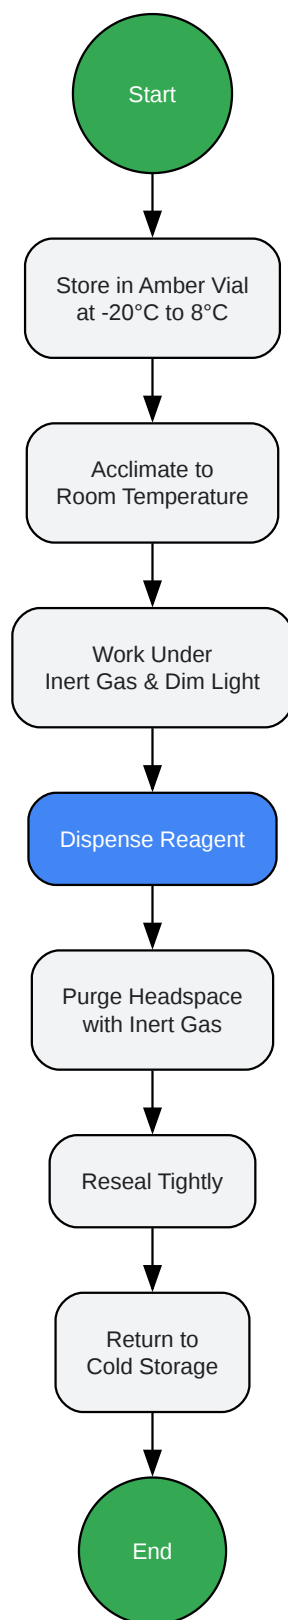 Start
Store in Amber Vial
at -20°C to 8°C
Acclimate to
Room Temperature
Work Under
Inert Gas & Dim Light
Dispense Reagent
Purge Headspace
with Inert Gas
Reseal Tightly
Return to
Cold Storage
End